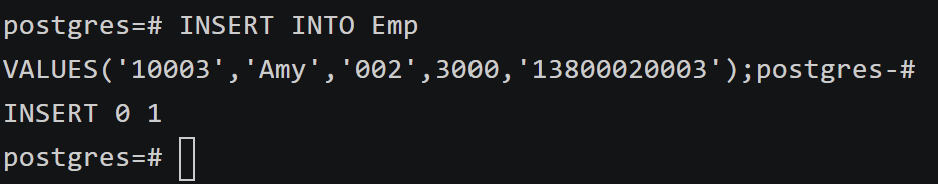 postgres=# INSERT INTO Emp
VALUES('10003','Amy','002',3000,'13800020003');postgres-#
INSERT 0 1
postgres=#